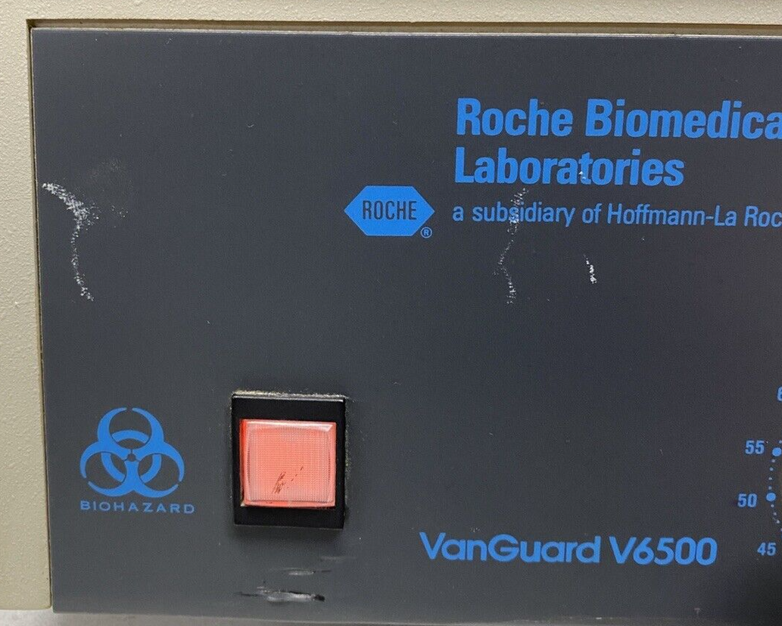 Roche Biomedica
Laboratories
ROCHE ®
a subsidiary of Hoffmann-La Roc
BIOHAZARD
VanGuard V6500
55
50
45